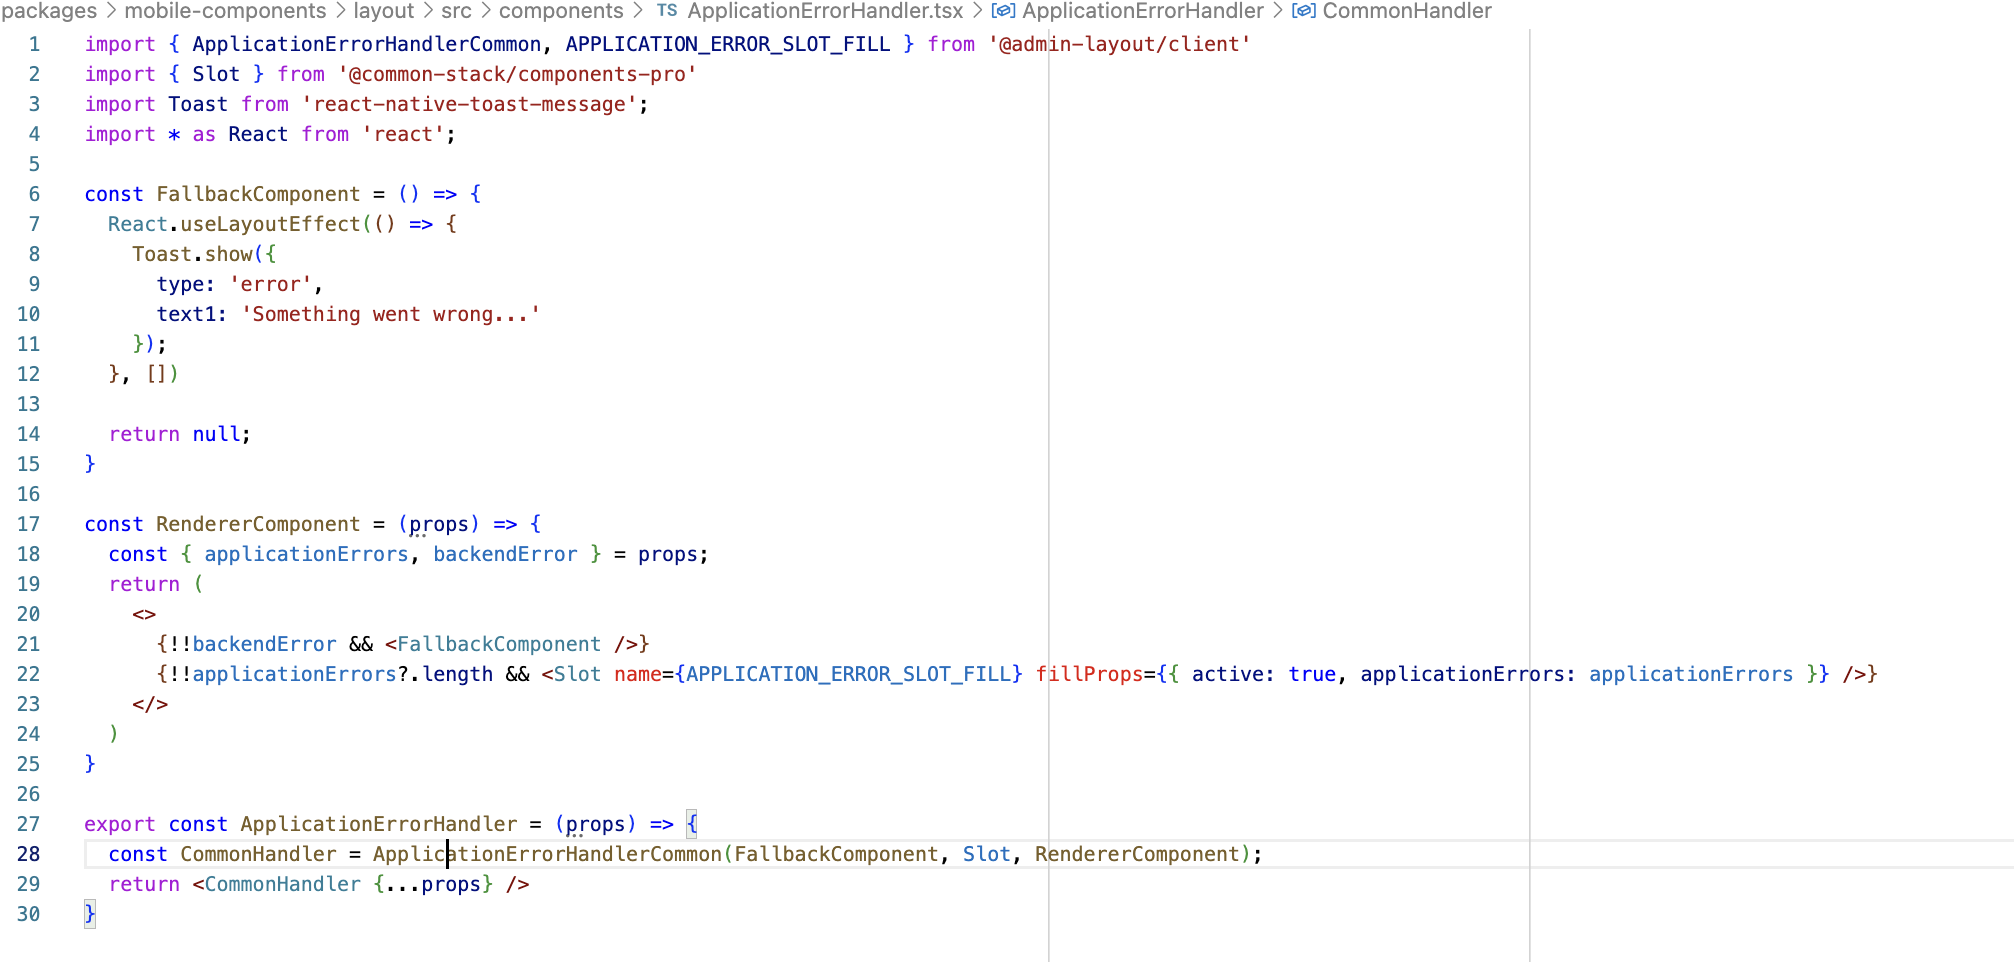 packages > mobile-components > layout > src > components > TS ApplicationErrorHandler.tsx > ApplicationErrorHandler > CommonHandler
1 import { ApplicationErrorHandlerCommon, APPLICATION_ERROR_SLOT_FILL } from '@admin-layout/client'
2 import { Slot } from '@common-stack/components-pro'
3 import Toast from 'react-native-toast-message';
4 import * as React from 'react';
5
6 const FallbackComponent = () => {
7   React.useLayoutEffect(() => {
8     Toast.show({
9       type: 'error',
10       text1: 'Something went wrong...'
11     });
12   }, [])
13
14   return null;
15 }
16
17 const RendererComponent = (props) => {
18   const { applicationErrors, backendError } = props;
19   return (
20     <>
21       {!!backendError && <FallbackComponent />}
22       {!!applicationErrors?.length && <Slot name={APPLICATION_ERROR_SLOT_FILL} fillProps={{ active: true, applicationErrors: applicationErrors }} />}
23     </>
24   )
25 }
26
27 export const ApplicationErrorHandler = (props) => {
28   const CommonHandler = ApplicationErrorHandlerCommon(FallbackComponent, Slot, RendererComponent);
29   return <CommonHandler {...props} />
30 }